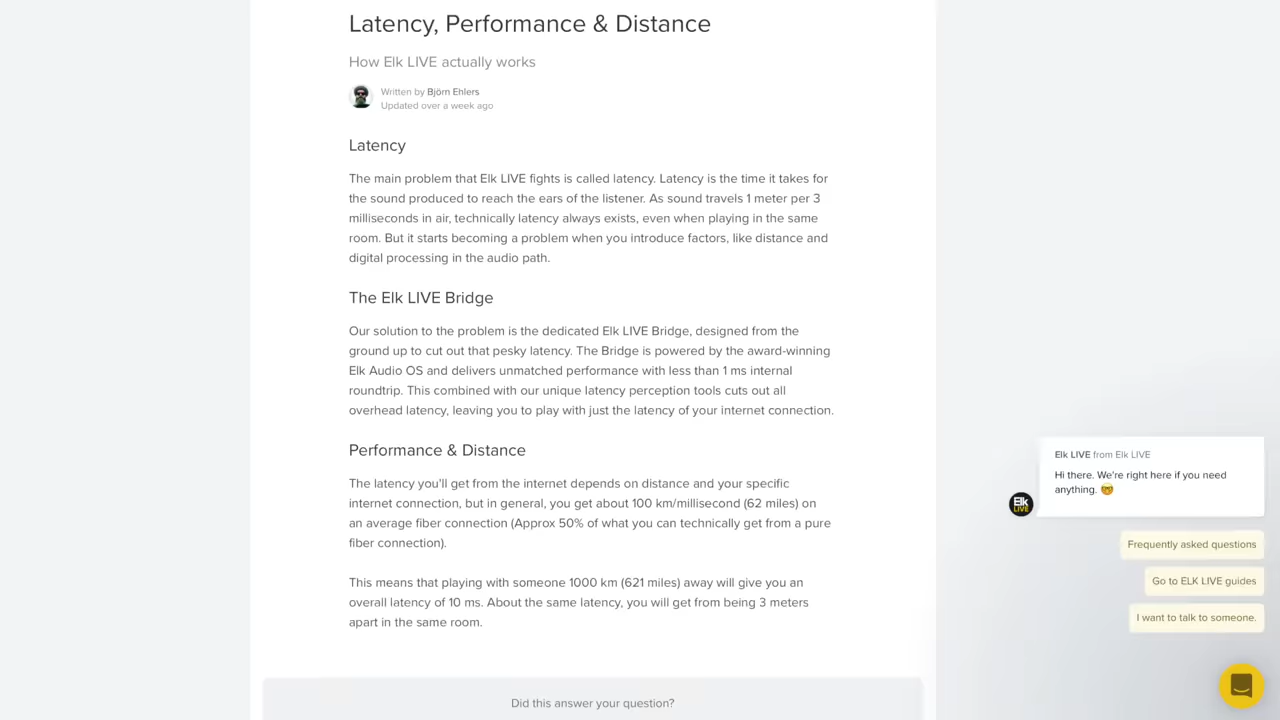 Latency, Performance & Distance
How Elk LIVE actually works
Written by Björn Ehlers
Updated over a week ago
Latency
The main problem that Elk LIVE fights is called latency. Latency is the time it takes for
the sound produced to reach the ears of the listener. As sound travels 1 meter per 3
milliseconds in air, technically latency always exists, even when playing in the same
room. But it starts becoming a problem when you introduce factors, like distance and
digital processing in the audio path.
The Elk LIVE Bridge
Our solution to the problem is the dedicated Elk LIVE Bridge, designed from the
ground up to cut out that pesky latency. The Bridge is powered by the award-winning
Elk Audio OS and delivers unmatched performance with less than 1 ms internal
roundtrip. This combined with our unique latency perception tools cuts out all
overhead latency, leaving you to play with just the latency of your internet connection.
Performance & Distance
The latency you'll get from the internet depends on distance and your specific
internet connection, but in general, you get about 100 km/millisecond (62 miles) on
an average fiber connection (Approx 50% of what you can technically get from a pure
fiber connection).
This means that playing with someone 1000 km (621 miles) away will give you an
overall latency of 10 ms. About the same latency, you will get from being 3 meters
apart in the same room.
Did this answer your question?
Elk LIVE from Elk LIVE
Hi there. We're right here if you need
anything. 🤓
Elk
LIVE
Frequently asked questions
Go to ELK LIVE guides
I want to talk to someone.